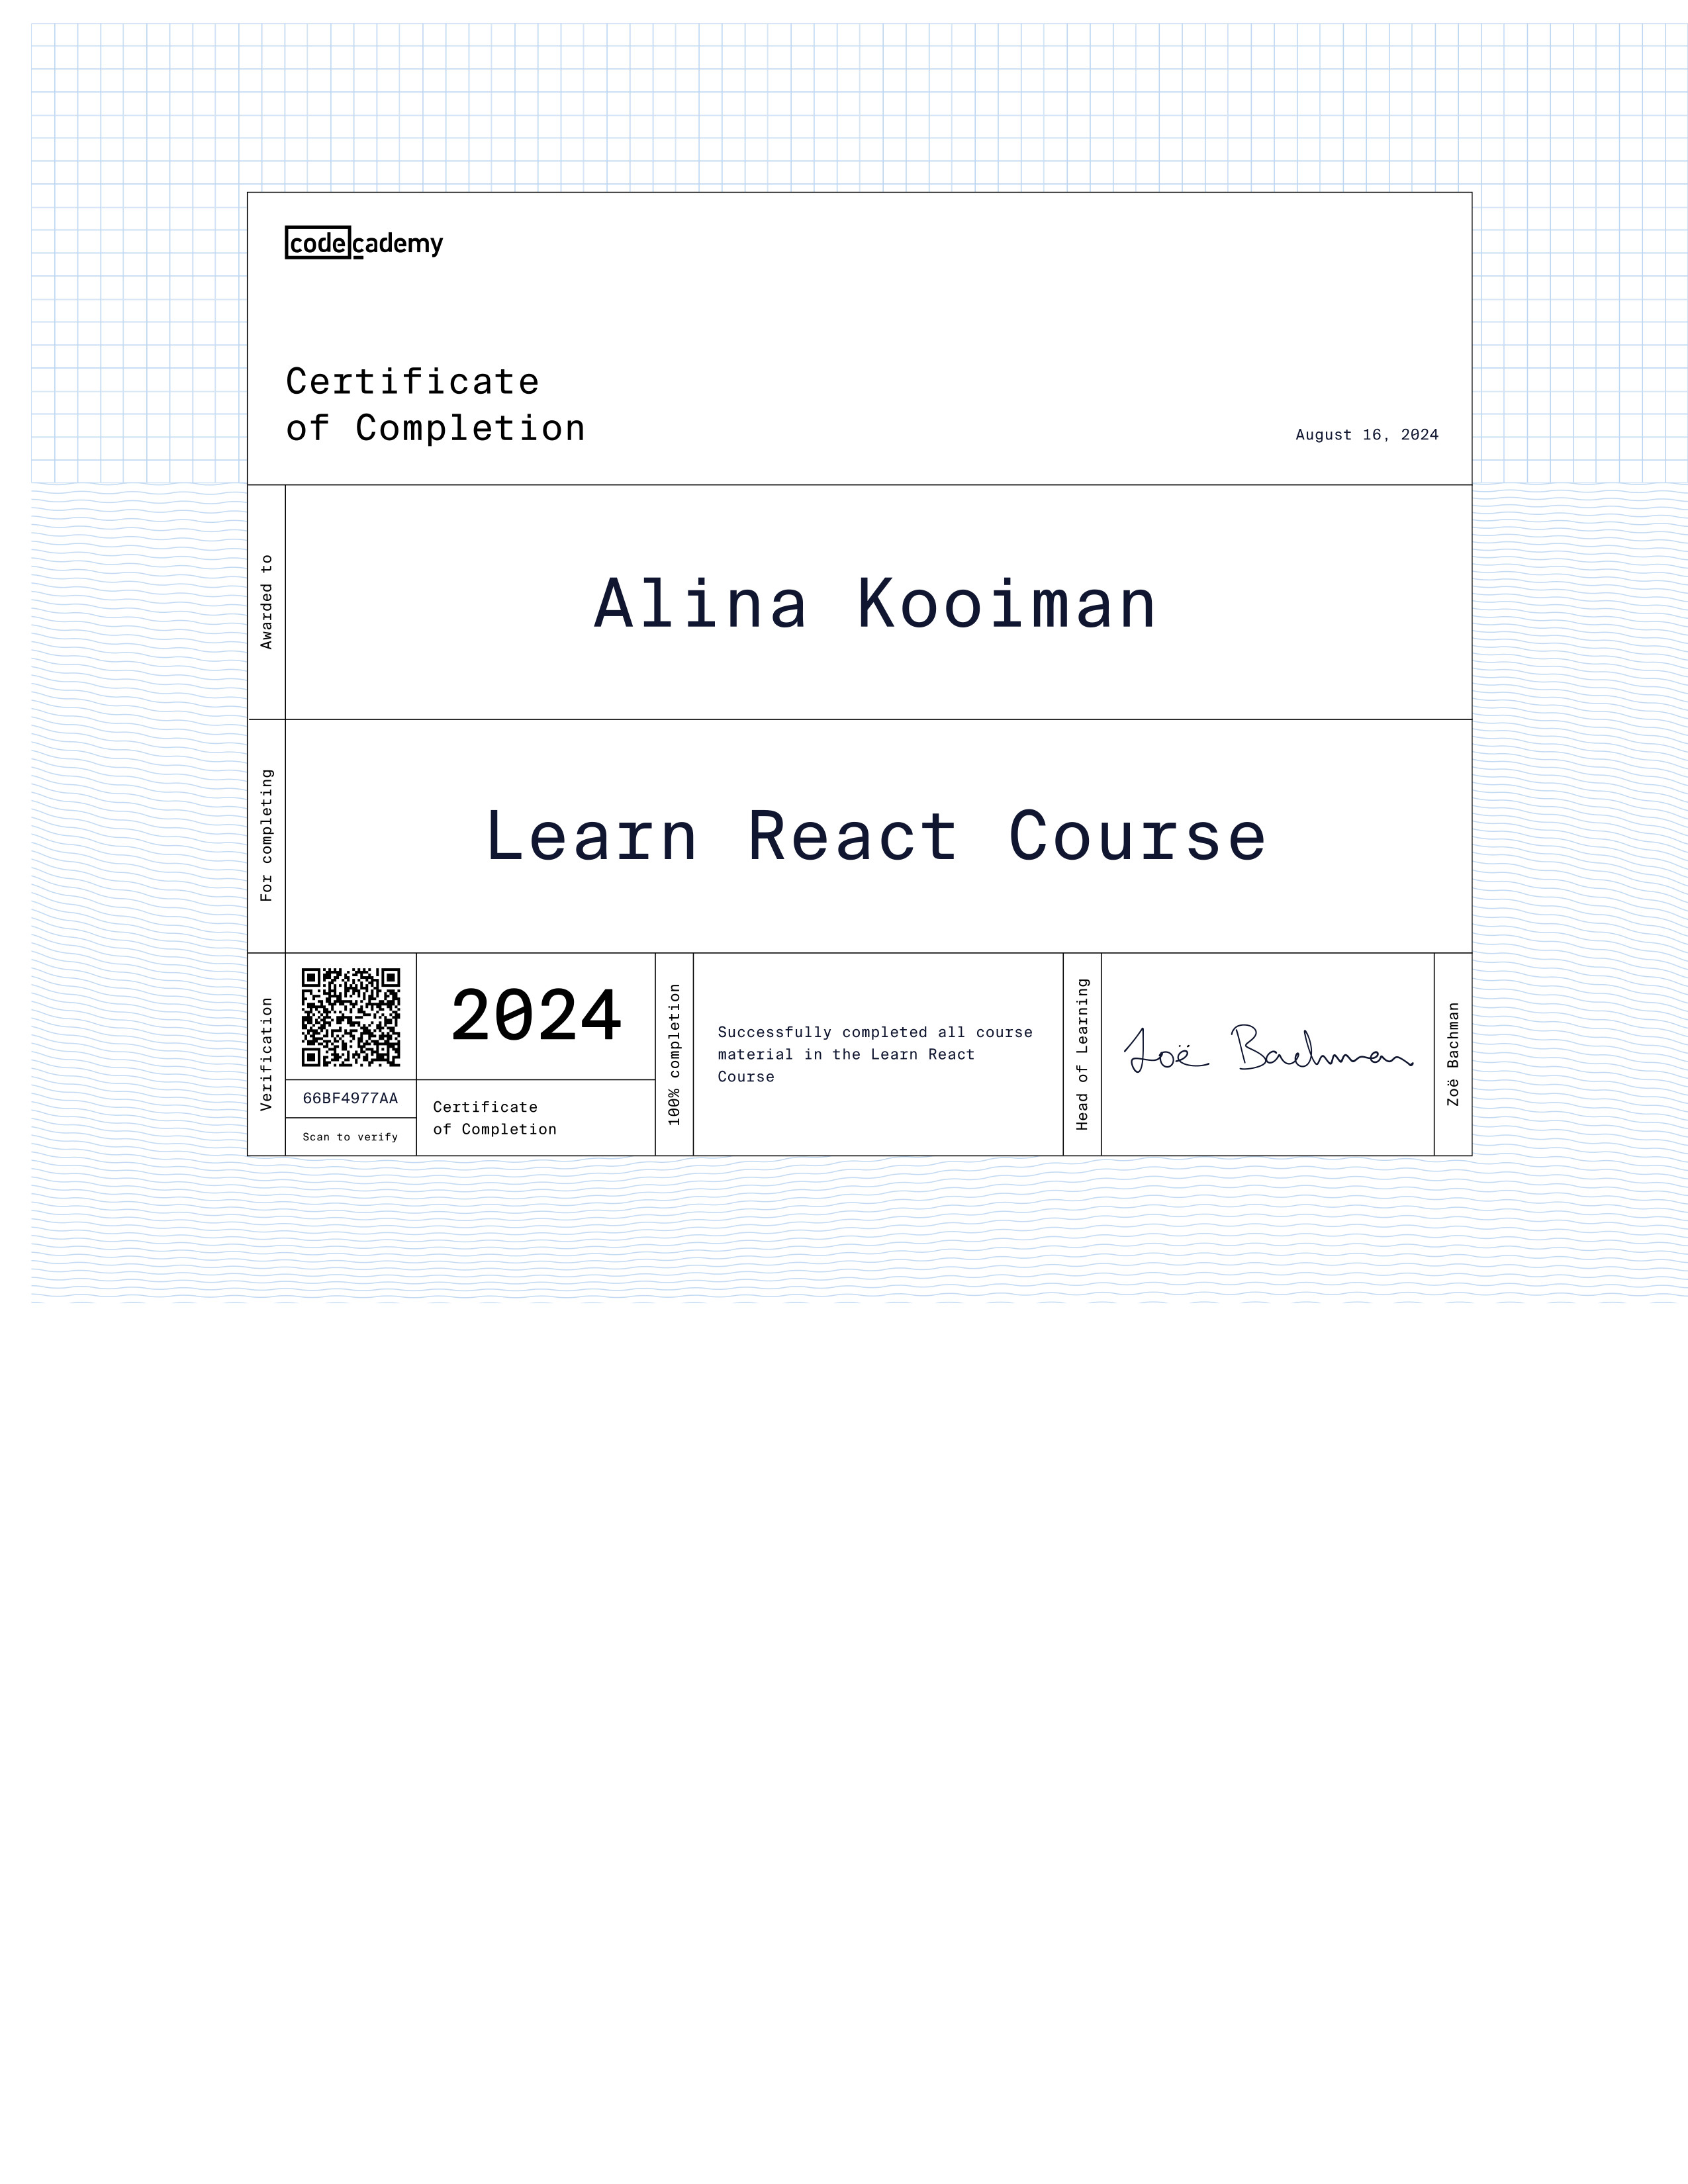 codecademy
Certificate
of Completion
August 16, 2024
Awarded to
Alina Kooiman
For completing
Learn React Course
Verification
66BF4977AA
Scan to verify
2024
Certificate
of Completion
100% completion
Successfully completed all course
material in the Learn React
Course
Head of Learning
Zoë Bachman
Zoë Bachman